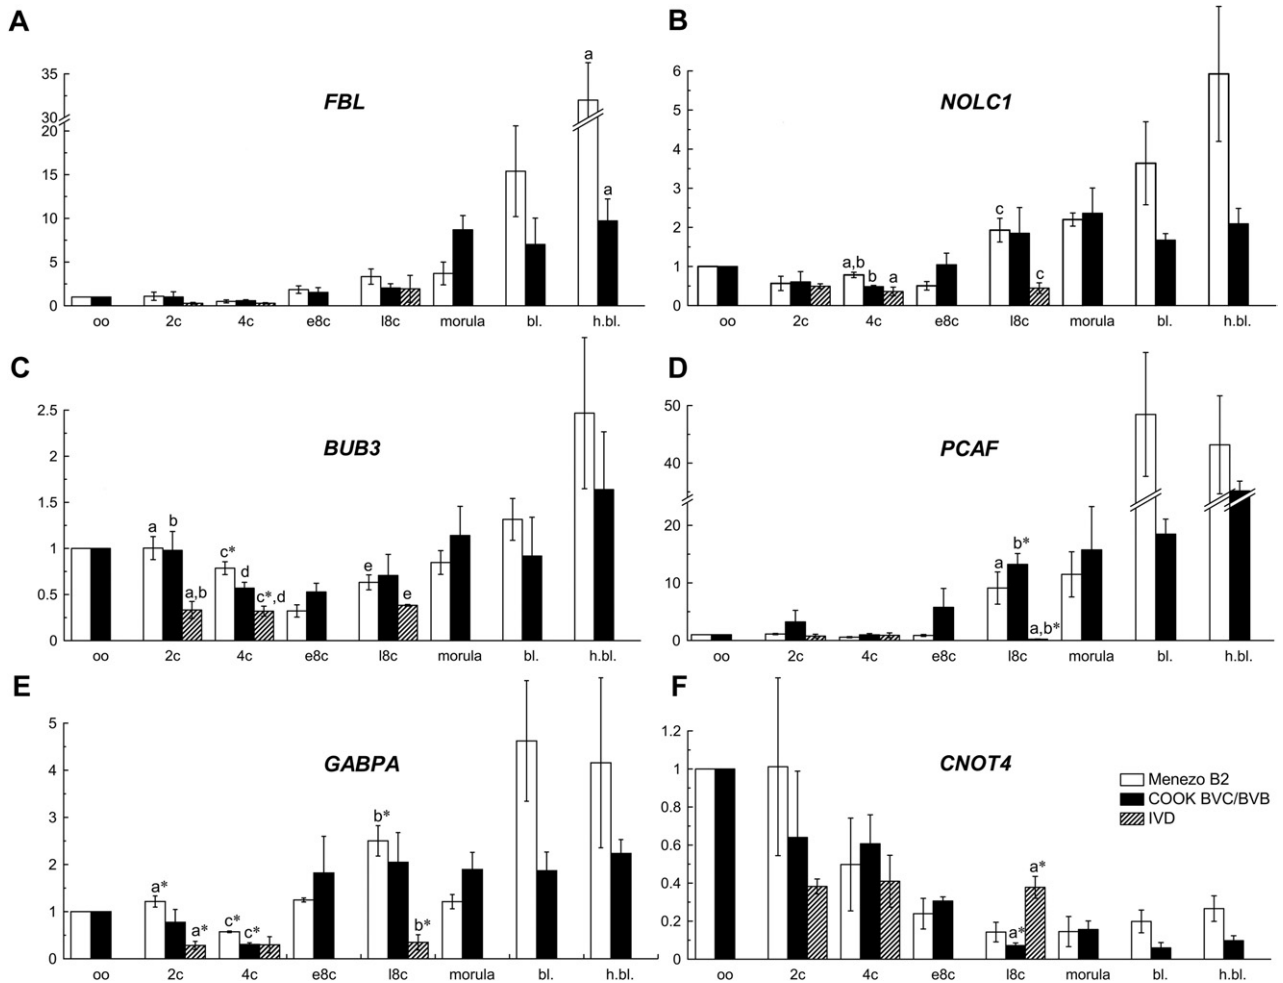 A
FBL
35
30
20
15
10
5
0
a
a
oo 2c 4c e8c l8c morula bl. h.bl.
B
NOLC1
6
5
4
3
2
1
0
a,b b a
c
c
oo 2c 4c e8c l8c morula bl. h.bl.
C
BUB3
2.5
2
1.5
1
0.5
0
a b
a,b
c*
d
c*,d
e
e
oo 2c 4c e8c l8c morula bl. h.bl.
D
PCAF
50
40
20
10
0
a
b*
a,b*
oo 2c 4c e8c l8c morula bl. h.bl.
E
GABPA
5
4
3
2
1
0
a*
a*
c*
c*
b*
b*
oo 2c 4c e8c l8c morula bl. h.bl.
F
CNOT4
1.2
1
0.8
0.6
0.4
0.2
0
a*
a*
Menezo B2
COOK BVC/BVB
IVD
oo 2c 4c e8c l8c morula bl. h.bl.